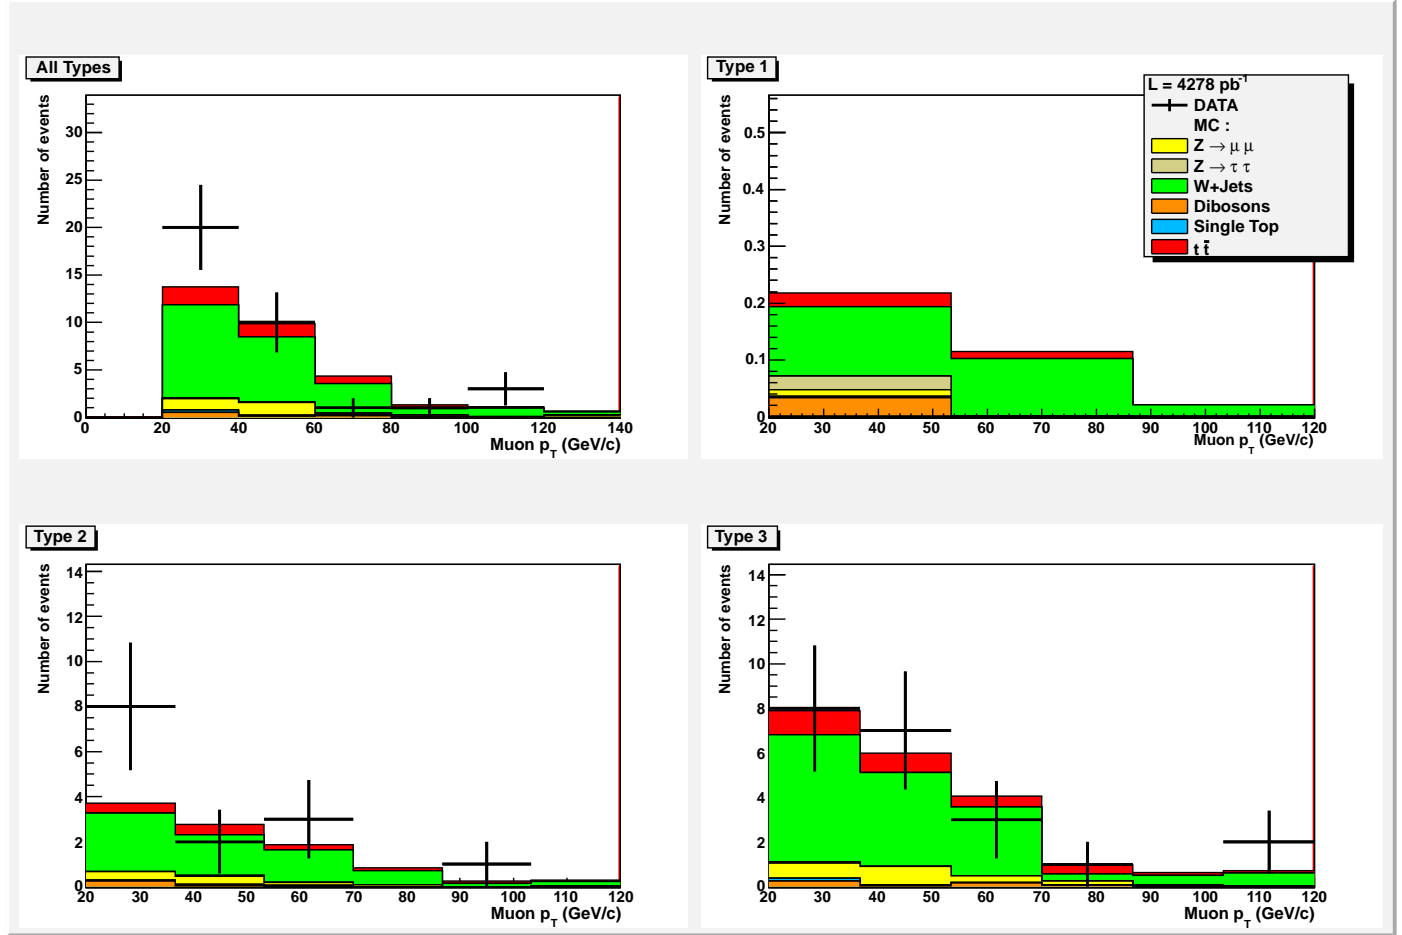 All Types
Number of events
30
25
20
15
10
5
0
0 20 40 60 80 100 120 140
Muon p_T (GeV/c)
Type 1
Number of events
0.5
0.4
0.3
0.2
0.1
0
20 30 40 50 60 70 80 90 100 110 120
Muon p_T (GeV/c)
L = 4278 pb⁻¹
DATA
MC :
Z → μ μ
Z → τ τ
W+Jets
Dibosons
Single Top
t t̄
Type 2
Number of events
14
12
10
8
6
4
2
0
20 30 40 50 60 70 80 90 100 110 120
Muon p_T (GeV/c)
Type 3
Number of events
14
12
10
8
6
4
2
0
20 30 40 50 60 70 80 90 100 110 120
Muon p_T (GeV/c)